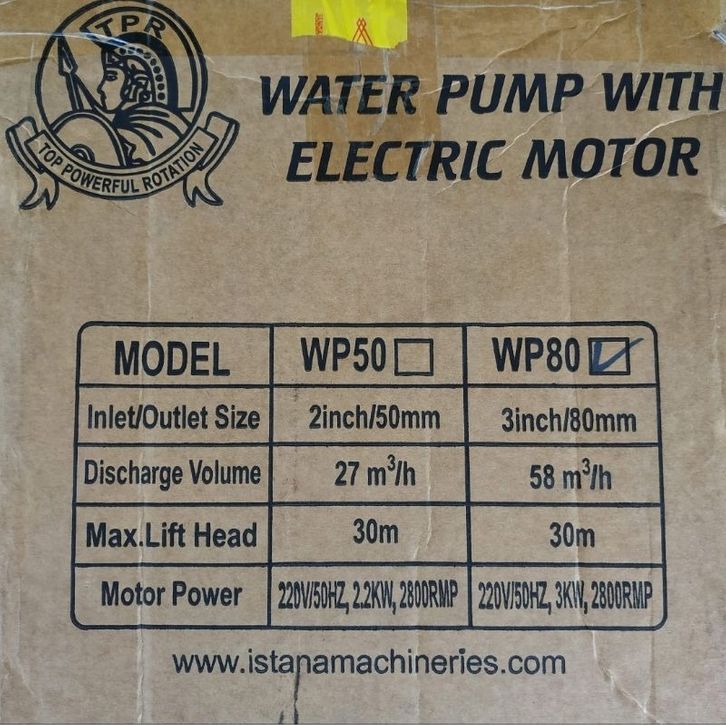 TPR
TOP POWERFUL ROTATION
WATER PUMP WITH
ELECTRIC MOTOR
MODEL WP50 WP80
Inlet/Outlet Size 2inch/50mm 3inch/80mm
Discharge Volume 27 m³/h 58 m³/h
Max.Lift Head 30m 30m
Motor Power 220V/50HZ, 2.2KW, 2800RMP 220V/50HZ, 3KW, 2800RMP
www.istanamachineries.com